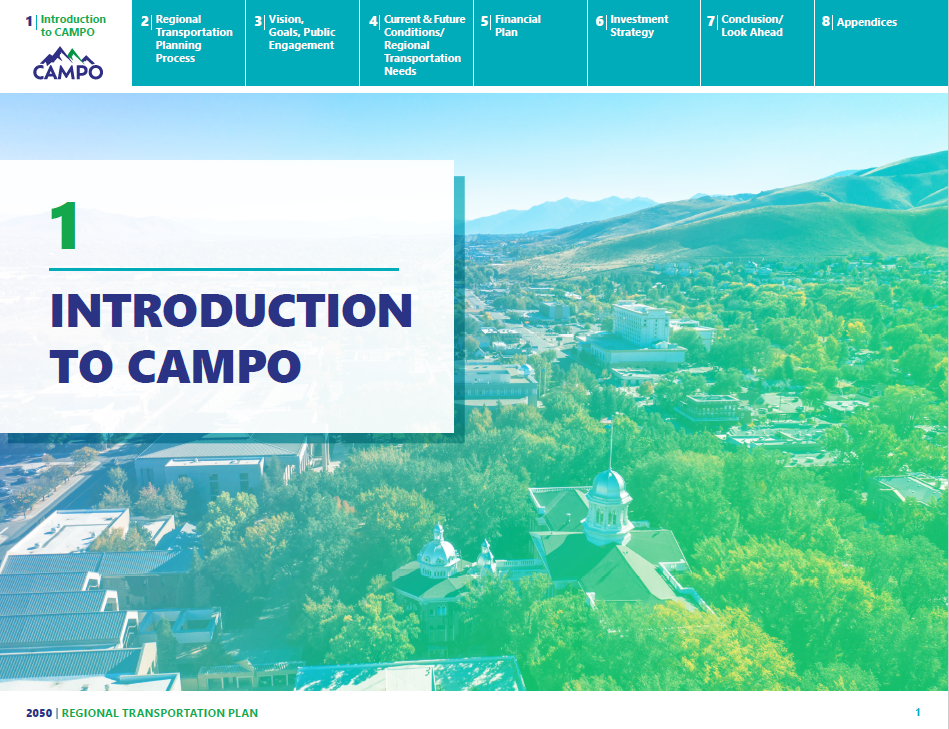 1 | Introduction
to CAMPO
CAMPO
2 | Regional
Transportation
Planning
Process
3 | Vision,
Goals, Public
Engagement
4 | Current & Future
Conditions/
Regional
Transportation
Needs
5 | Financial
Plan
6 | Investment
Strategy
7 | Conclusion/
Look Ahead
8 | Appendices
1
INTRODUCTION
TO CAMPO
2050 | REGIONAL TRANSPORTATION PLAN
1